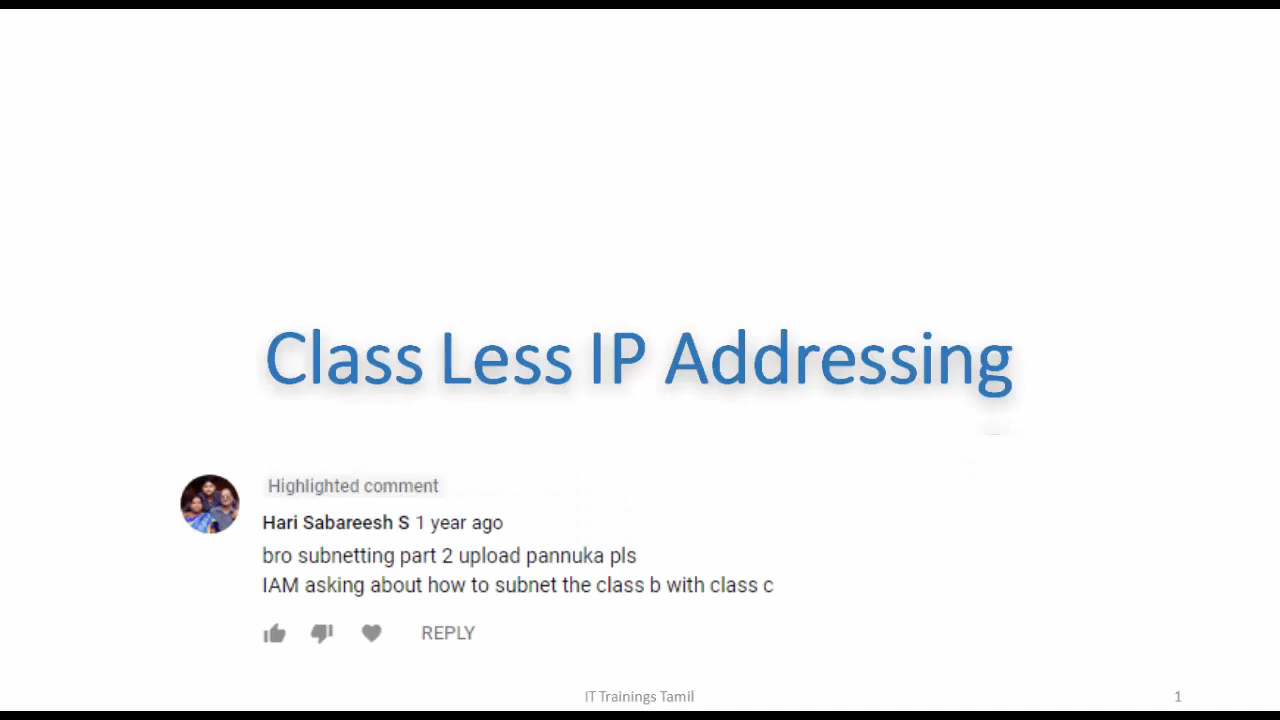 Class Less IP Addressing
Highlighted comment
Hari Sabareesh S 1 year ago
bro subnetting part 2 upload pannuka pls
IAM asking about how to subnet the class b with class c
REPLY
IT Trainings Tamil
1